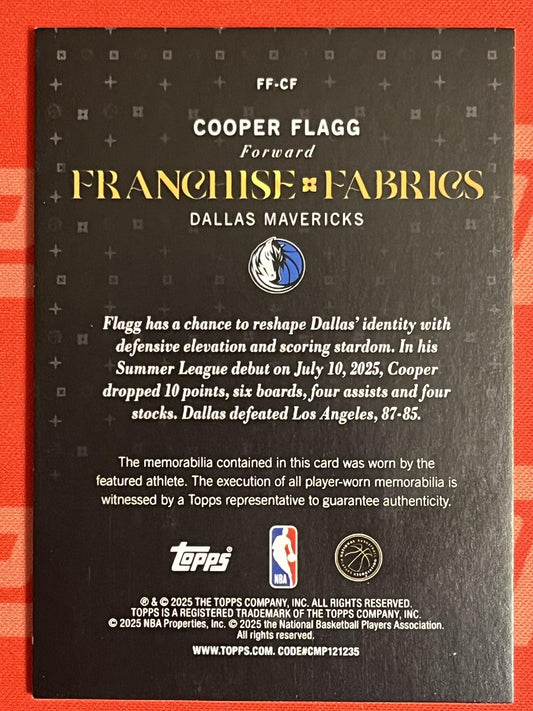 FF-CF
COOPER FLAGG
Forward
FRANCHISE FABRICS
DALLAS MAVERICKS
Flagg has a chance to reshape Dallas' identity with
defensive elevation and scoring stardom. In his
Summer League debut on July 10, 2025, Cooper
dropped 10 points, six boards, four assists and four
stocks. Dallas defeated Los Angeles, 87-85.
The memorabilia contained in this card was worn by the
featured athlete. The execution of all player-worn memorabilia is
witnessed by a Topps representative to guarantee authenticity.
topps
NBA
® & © 2025 THE TOPPS COMPANY, INC. ALL RIGHTS RESERVED.
TOPPS IS A REGISTERED TRADEMARK OF THE TOPPS COMPANY, INC.
© 2025 NBA Properties, Inc. © 2025 the National Basketball Players Association.
All rights reserved.
WWW.TOPPS.COM. CODE#CMP121235